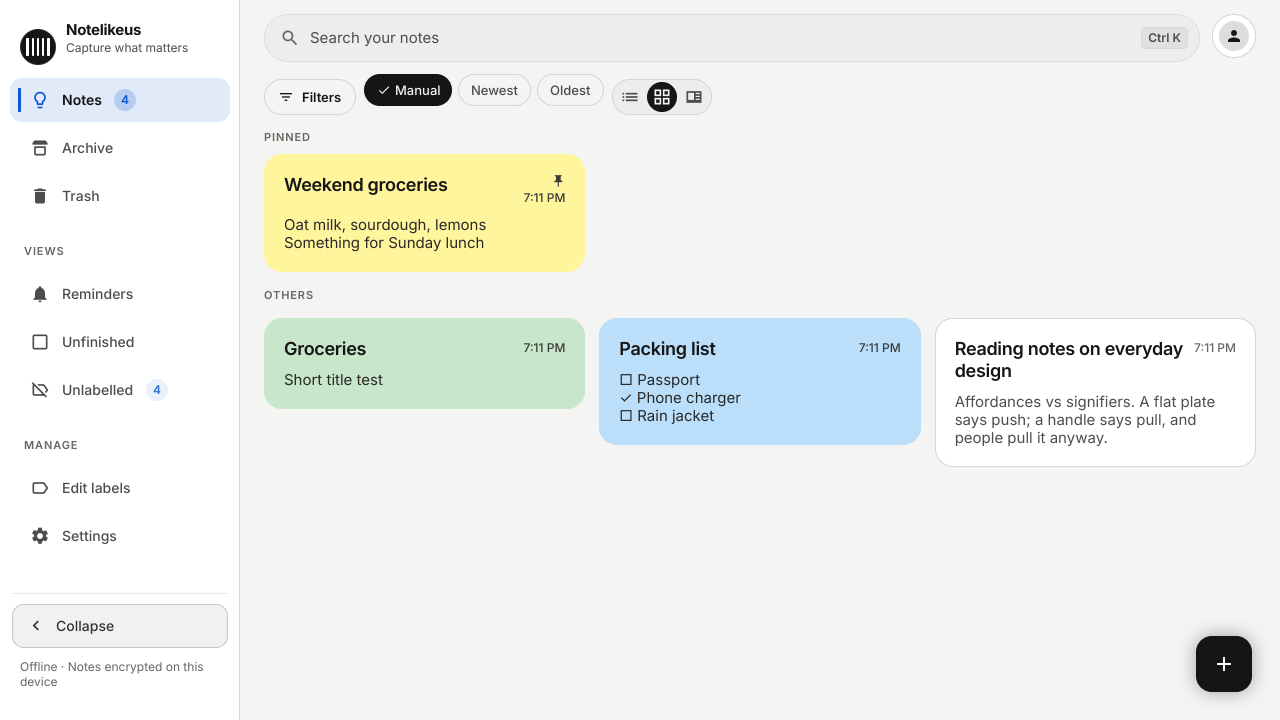 Notelikeus
Capture what matters
Notes 4
Archive
Trash
VIEWS
Reminders
Unfinished
Unlabelled 4
MANAGE
Edit labels
Settings
Collapse
Offline · Notes encrypted on this
device
Search your notes Ctrl K
Filters Manual Newest Oldest
PINNED
Weekend groceries
7:11 PM
Oat milk, sourdough, lemons
Something for Sunday lunch
OTHERS
Groceries 7:11 PM
Short title test
Packing list 7:11 PM
☐ Passport
✓ Phone charger
☐ Rain jacket
Reading notes on everyday 7:11 PM
design
Affordances vs signifiers. A flat plate
says push; a handle says pull, and
people pull it anyway.